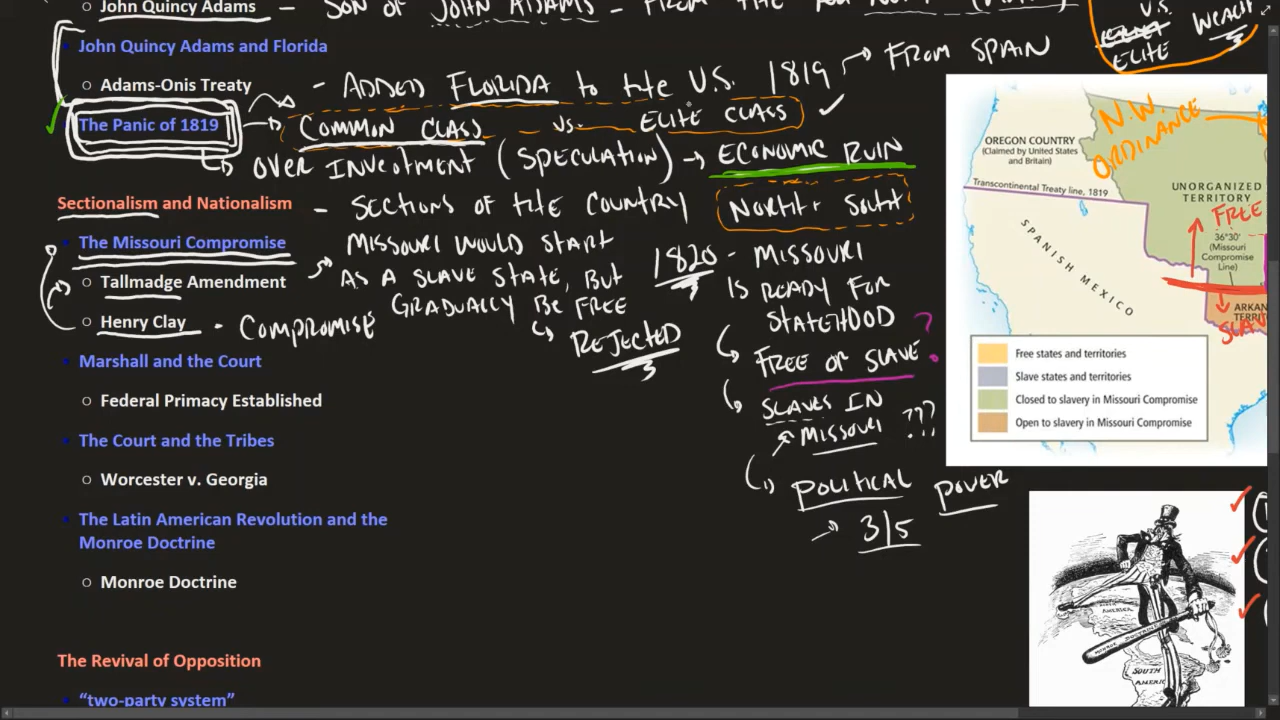 John Quincy Adams - SON OF JOHN ADAMS - FROM THE
John Quincy Adams and Florida
Adams-Onis Treaty - ADDED FLORIDA to the U.S. 1819 → FROM SPAIN
The Panic of 1819 → COMMON CLASS vs. ELITE CLASS
OVER INVESTMENT (SPECULATION) → ECONOMIC RUIN
Sectionalism and Nationalism - SECTIONS OF THE COUNTRY NORTH + SOUTH
The Missouri Compromise
Tallmadge Amendment
MISSOURI WOULD START
AS A SLAVE STATE, BUT
GRADUALLY BE FREE
REJECTED
Henry Clay - COMPROMISE
1820 - MISSOURI
IS READY FOR
STATEHOOD
FREE OR SLAVE ?
SLAVES IN
MISSOURI ???
POLITICAL POWER
→ 3/5
Marshall and the Court
Federal Primacy Established
The Court and the Tribes
Worcester v. Georgia
The Latin American Revolution and the
Monroe Doctrine
Monroe Doctrine
The Revival of Opposition
"two-party system"
U.S.
ELITE
WEALTH
N.W.
ORDINANCE
OREGON COUNTRY
(Claimed by United States
and Britain)
Transcontinental Treaty line, 1819
UNORGANIZED
TERRITORY
FREE
36°30'
(Missouri
Compromise
Line)
SPANISH MEXICO
ARKAN
TERRIT
SLAV
Free states and territories
Slave states and territories
Closed to slavery in Missouri Compromise
Open to slavery in Missouri Compromise
MONROE DOCTRINE
SOUTH
AMERICA